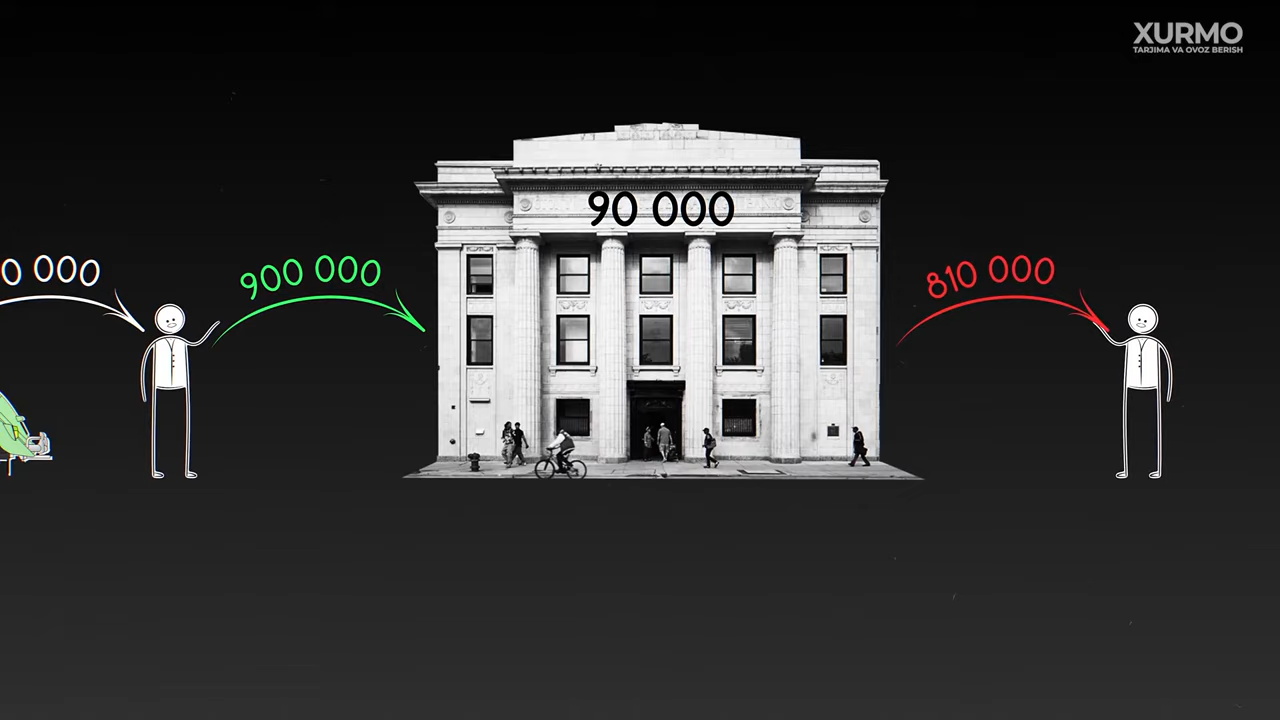 XURMO
TARJIMA VA OVOZ BERISH
90 000
0 000
900 000
810 000